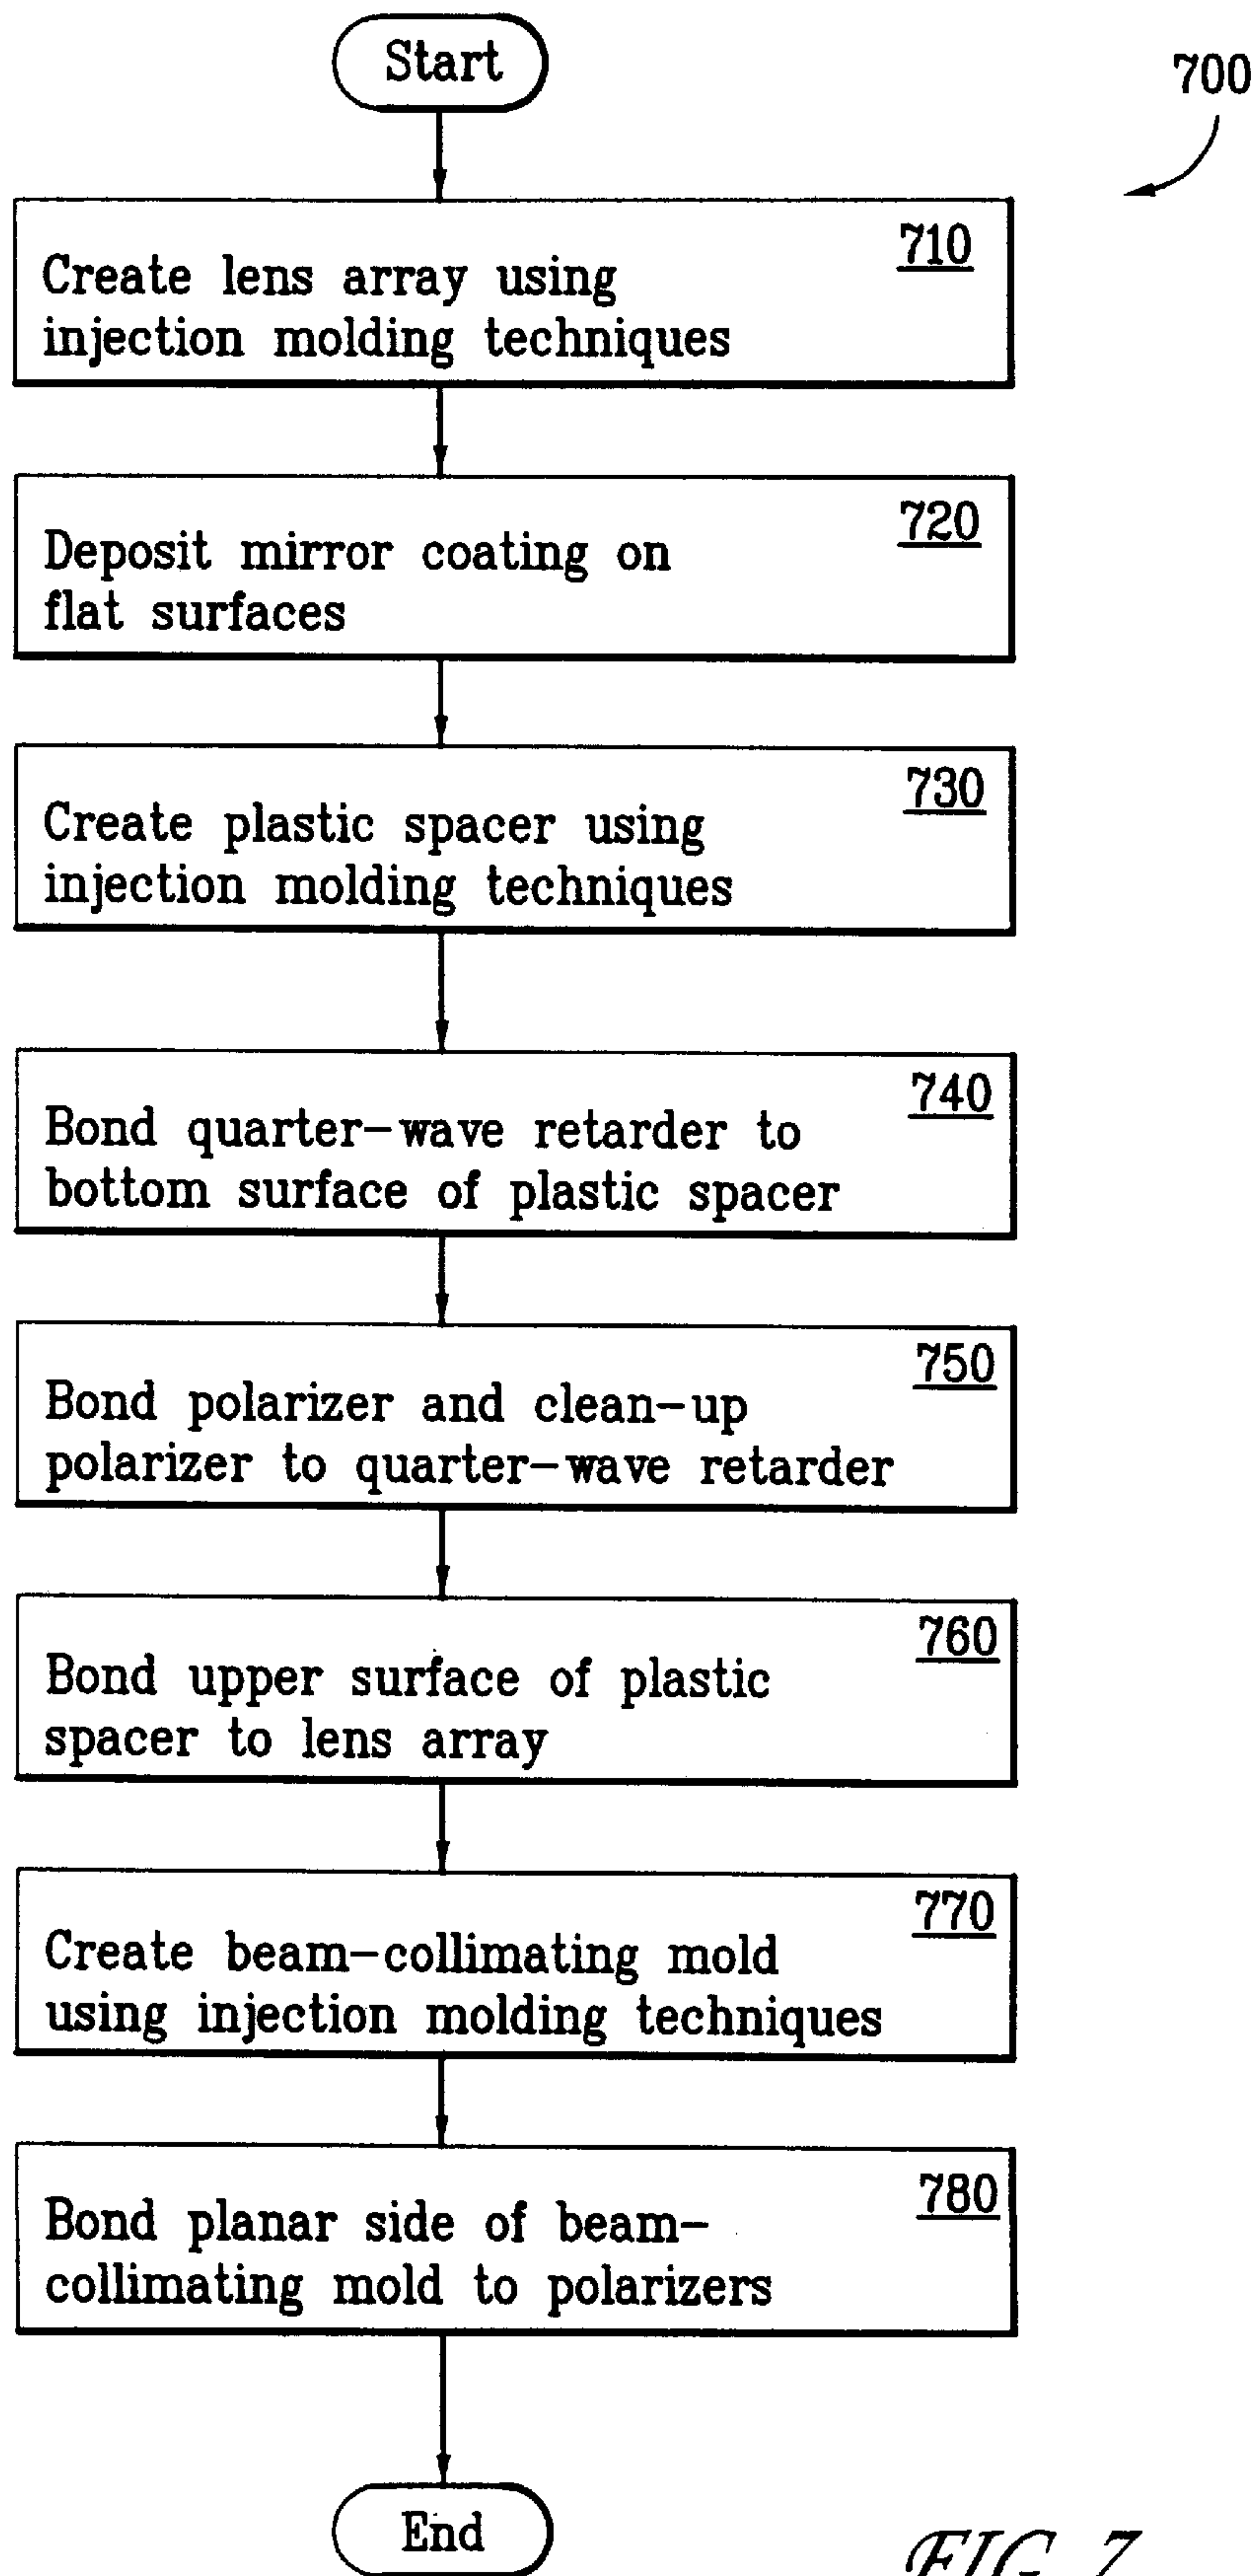 Start
700
710
Create lens array using
injection molding techniques
720
Deposit mirror coating on
flat surfaces
730
Create plastic spacer using
injection molding techniques
740
Bond quarter-wave retarder to
bottom surface of plastic spacer
750
Bond polarizer and clean-up
polarizer to quarter-wave retarder
760
Bond upper surface of plastic
spacer to lens array
770
Create beam-collimating mold
using injection molding techniques
780
Bond planar side of beam-
collimating mold to polarizers
End
FIG. 7